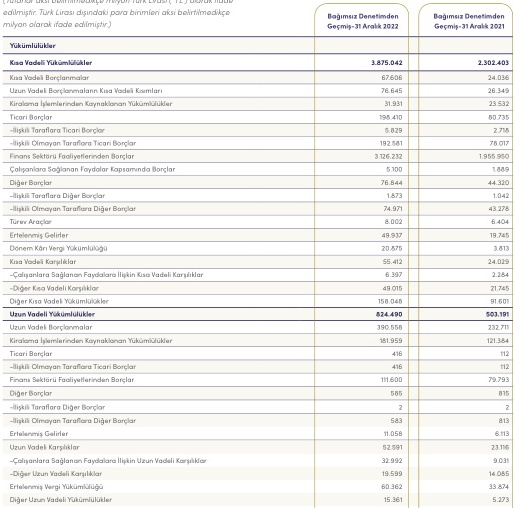 (Tutarlar aksi belirtilmedikçe milyon Türk Lirası ("TL") olarak ifade
edilmiştir. Türk Lirası dışındaki para birimleri aksi belirtilmedikçe
milyon olarak ifade edilmiştir.)
Bağımsız Denetimden Geçmiş-31 Aralık 2022
Bağımsız Denetimden Geçmiş-31 Aralık 2021
Yükümlülükler
Kısa Vadeli Yükümlülükler 3.875.042 2.302.403
Kısa Vadeli Borçlanmalar 67.606 24.036
Uzun Vadeli Borçlanmaların Kısa Vadeli Kısımları 76.645 26.349
Kiralama İşlemlerinden Kaynaklanan Yükümlülükler 31.931 23.532
Ticari Borçlar 198.410 80.735
-İlişkili Taraflara Ticari Borçlar 5.829 2.718
-İlişkili Olmayan Taraflara Ticari Borçlar 192.581 78.017
Finans Sektörü Faaliyetlerinden Borçlar 3.126.232 1.955.950
Çalışanlara Sağlanan Faydalar Kapsamında Borçlar 5.100 1.889
Diğer Borçlar 76.844 44.320
-İlişkili Taraflara Diğer Borçlar 1.873 1.042
-İlişkili Olmayan Taraflara Diğer Borçlar 74.971 43.278
Türev Araçlar 8.002 6.404
Ertelenmiş Gelirler 49.937 19.745
Dönem Kârı Vergi Yükümlülüğü 20.875 3.813
Kısa Vadeli Karşılıklar 55.412 24.029
-Çalışanlara Sağlanan Faydalara İlişkin Kısa Vadeli Karşılıklar 6.397 2.284
-Diğer Kısa Vadeli Karşılıklar 49.015 21.745
Diğer Kısa Vadeli Yükümlülükler 158.048 91.601
Uzun Vadeli Yükümlülükler 824.490 503.191
Uzun Vadeli Borçlanmalar 390.558 232.711
Kiralama İşlemlerinden Kaynaklanan Yükümlülükler 181.959 121.384
Ticari Borçlar 416 112
-İlişkili Olmayan Taraflara Ticari Borçlar 416 112
Finans Sektörü Faaliyetlerinden Borçlar 111.600 79.793
Diğer Borçlar 585 815
-İlişkili Taraflara Diğer Borçlar 2 2
-İlişkili Olmayan Taraflara Diğer Borçlar 583 813
Ertelenmiş Gelirler 11.058 6.113
Uzun Vadeli Karşılıklar 52.591 23.116
-Çalışanlara Sağlanan Faydalara İlişkin Uzun Vadeli Karşılıklar 32.992 9.031
-Diğer Uzun Vadeli Karşılıklar 19.599 14.085
Ertelenmiş Vergi Yükümlülüğü 60.362 33.874
Diğer Uzun Vadeli Yükümlülükler 15.361 5.273